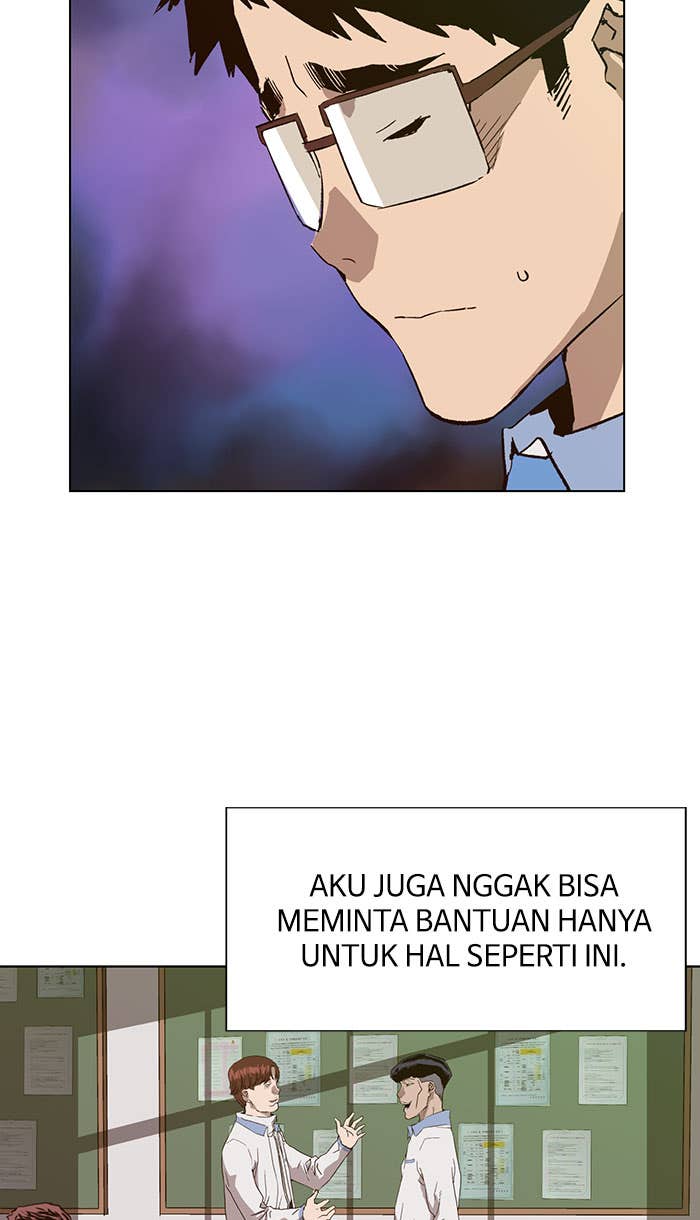 AKU JUGA NGGAK BISA
MEMINTA BANTUAN HANYA
UNTUK HAL SEPERTI INI.